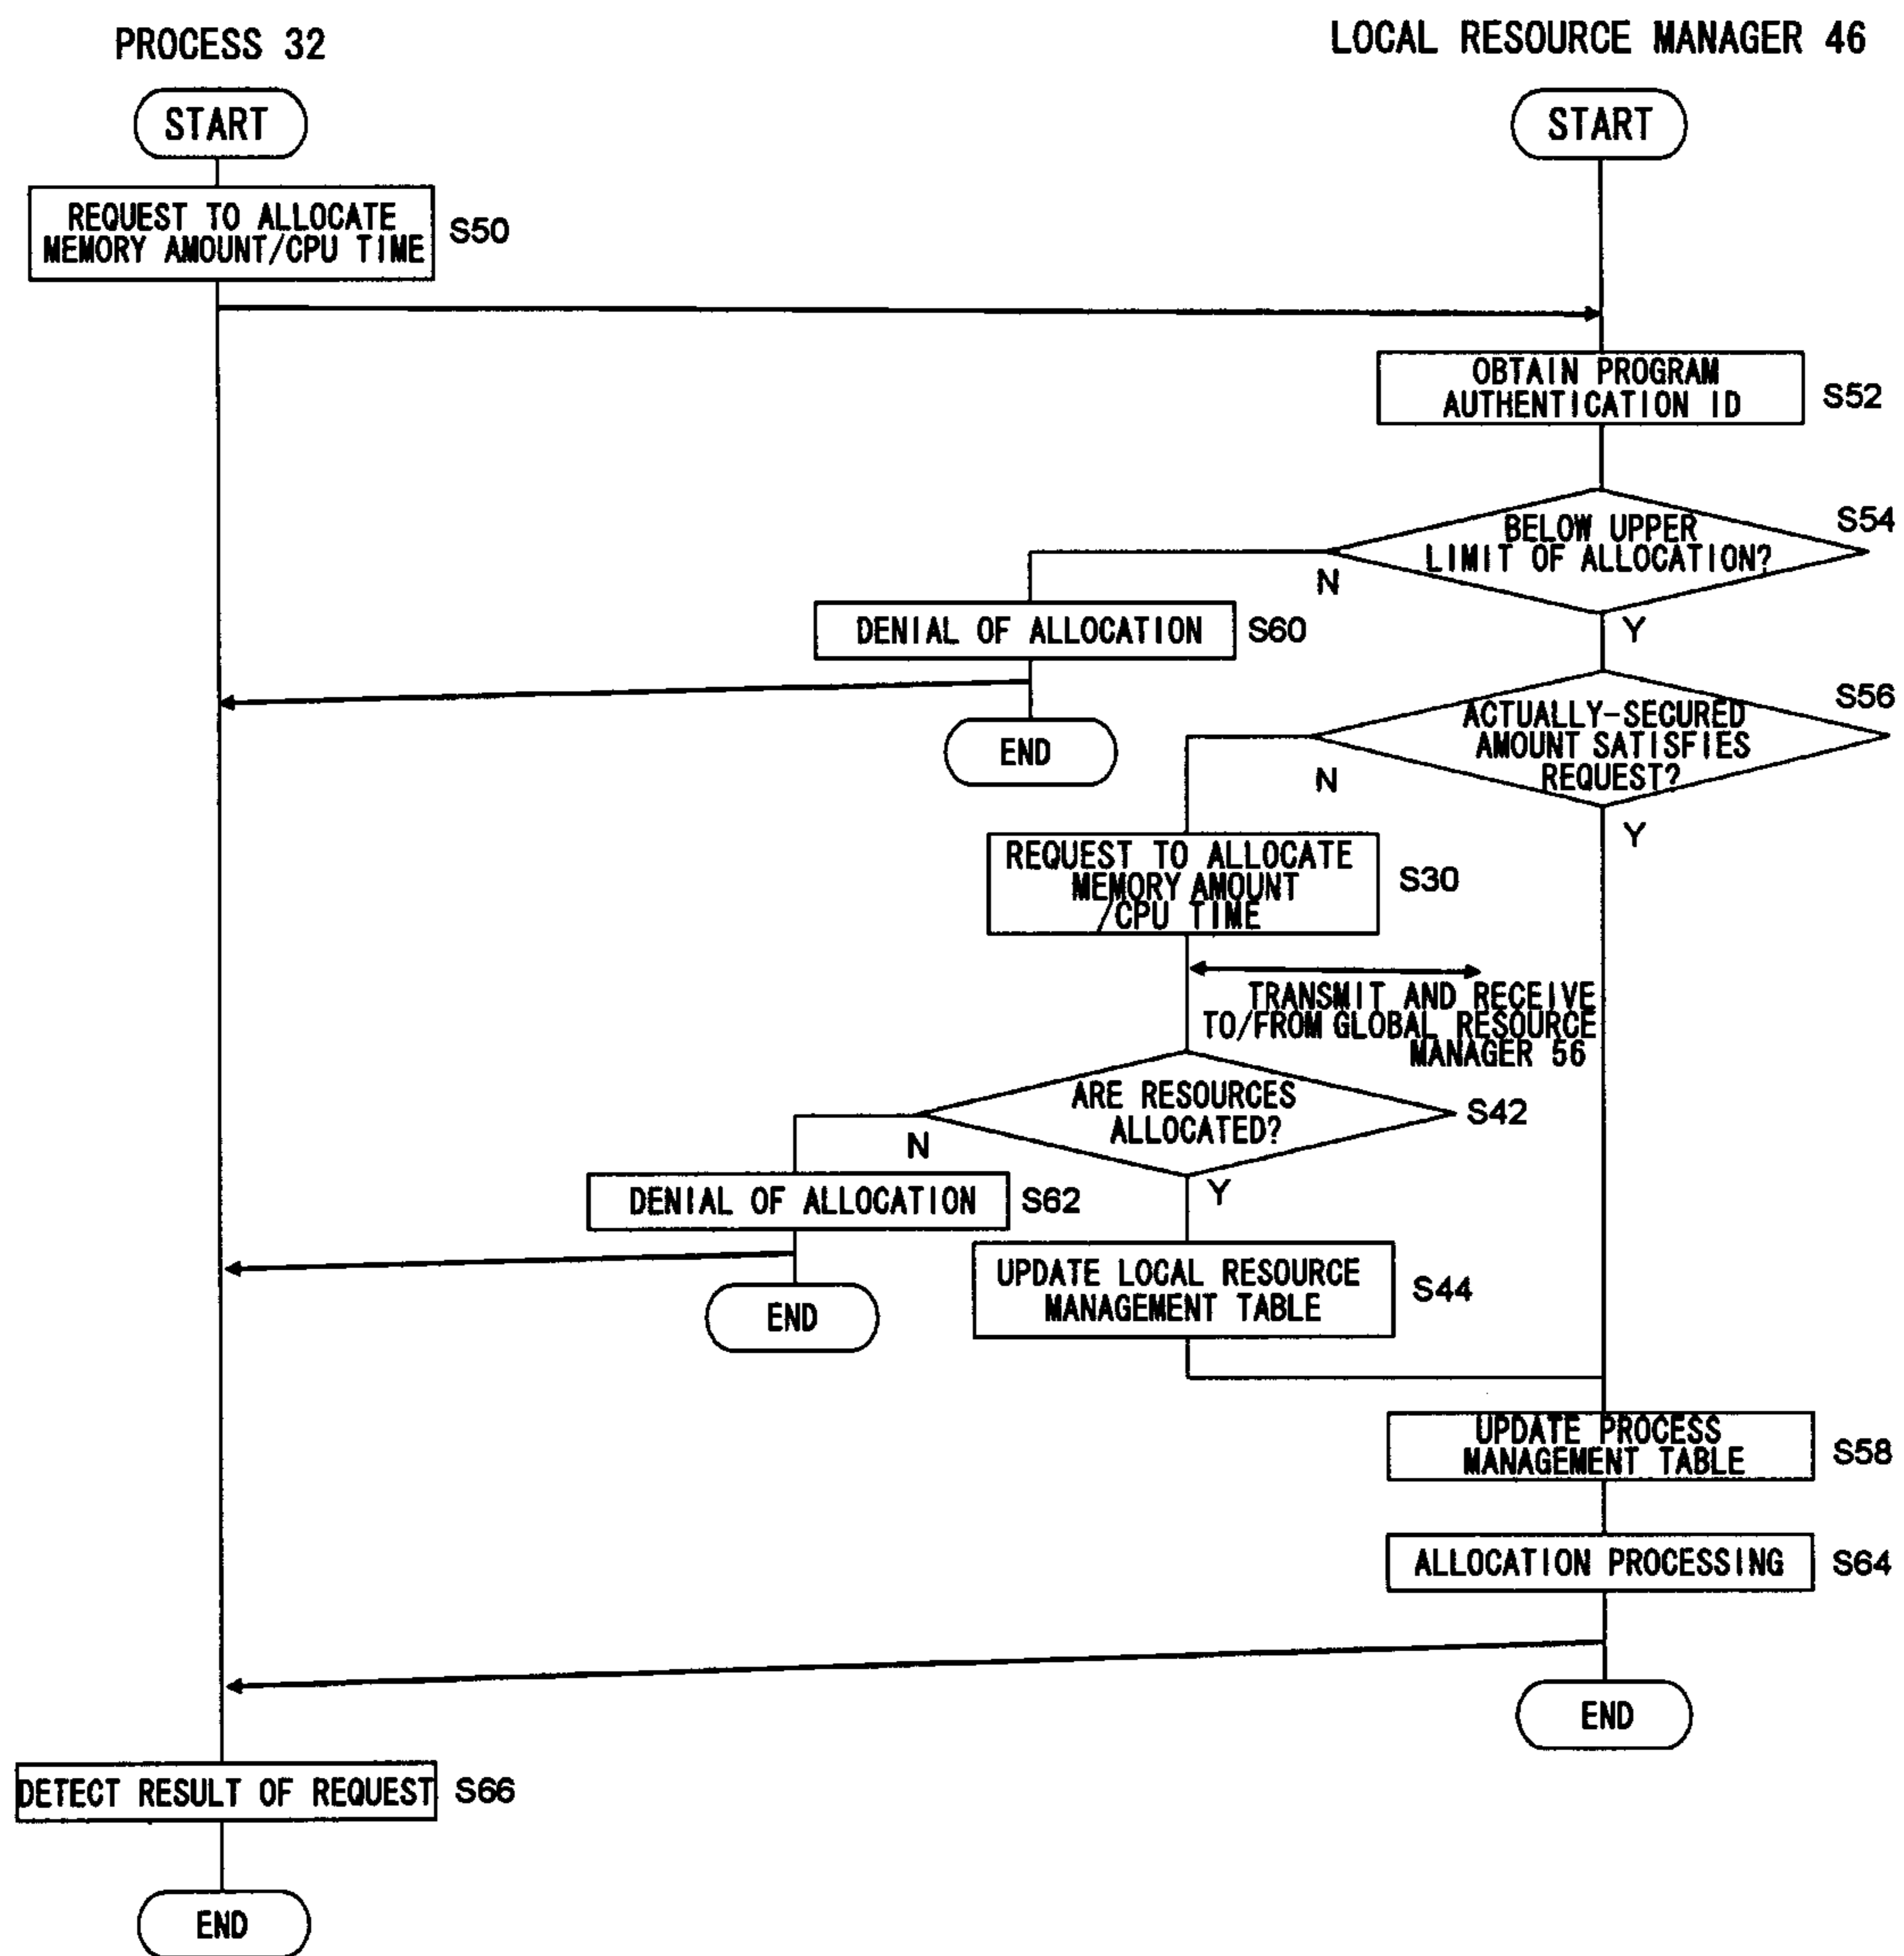 PROCESS 32
LOCAL RESOURCE MANAGER 46
START
START
REQUEST TO ALLOCATE
MEMORY AMOUNT/CPU TIME
S50
OBTAIN PROGRAM
AUTHENTICATION ID
S52
BELOW UPPER
LIMIT OF ALLOCATION?
S54
N
Y
DENIAL OF ALLOCATION
S60
END
ACTUALLY-SECURED
AMOUNT SATISFIES
REQUEST?
S56
N
Y
REQUEST TO ALLOCATE
MEMORY AMOUNT
/CPU TIME
S30
TRANSMIT AND RECEIVE
TO/FROM GLOBAL RESOURCE
MANAGER 56
ARE RESOURCES
ALLOCATED?
S42
N
Y
DENIAL OF ALLOCATION
S62
END
UPDATE LOCAL RESOURCE
MANAGEMENT TABLE
S44
UPDATE PROCESS
MANAGEMENT TABLE
S58
ALLOCATION PROCESSING
S64
END
DETECT RESULT OF REQUEST
S66
END